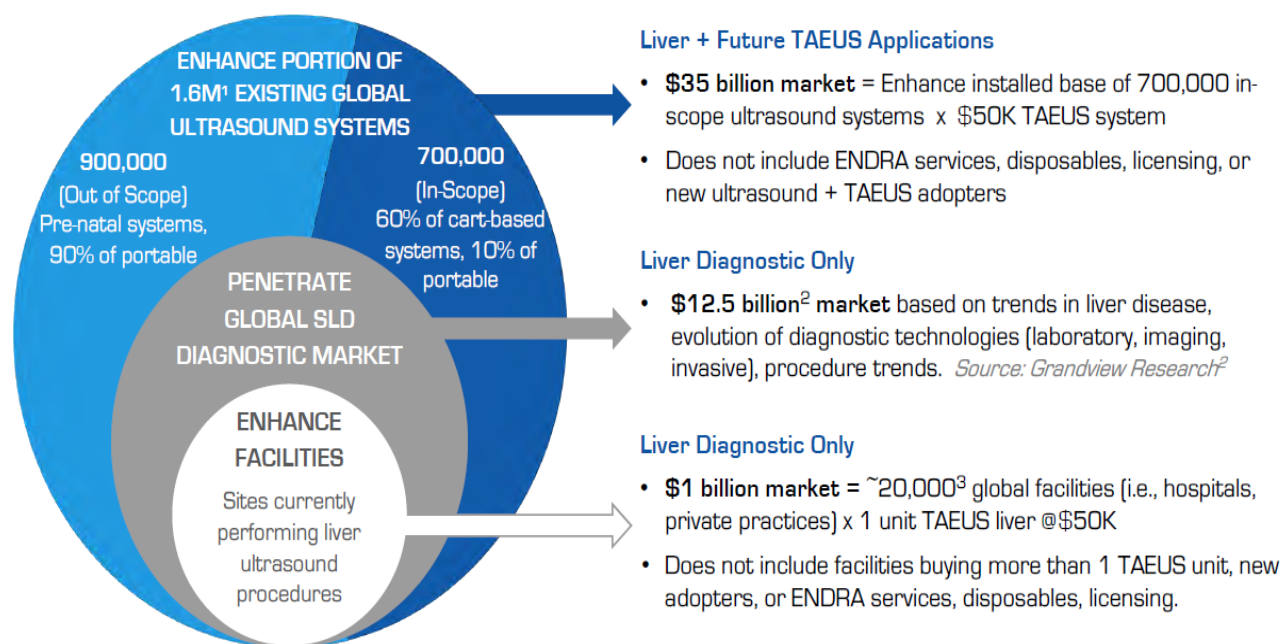 ENHANCE PORTION OF
1.6M¹ EXISTING GLOBAL
ULTRASOUND SYSTEMS
900,000
(Out of Scope)
Pre-natal systems,
90% of portable
700,000
(In-Scope)
60% of cart-based
systems, 10% of
portable
PENETRATE
GLOBAL SLD
DIAGNOSTIC MARKET
ENHANCE
FACILITIES
Sites currently
performing liver
ultrasound
procedures
Liver + Future TAEUS Applications
• $35 billion market = Enhance installed base of 700,000 in-
scope ultrasound systems x $50K TAEUS system
• Does not include ENDRA services, disposables, licensing, or
new ultrasound + TAEUS adopters
Liver Diagnostic Only
• $12.5 billion² market based on trends in liver disease,
evolution of diagnostic technologies (laboratory, imaging,
invasive), procedure trends. Source: Grandview Research²
Liver Diagnostic Only
• $1 billion market = ~20,000³ global facilities (i.e., hospitals,
private practices) x 1 unit TAEUS liver @$50K
• Does not include facilities buying more than 1 TAEUS unit, new
adopters, or ENDRA services, disposables, licensing.